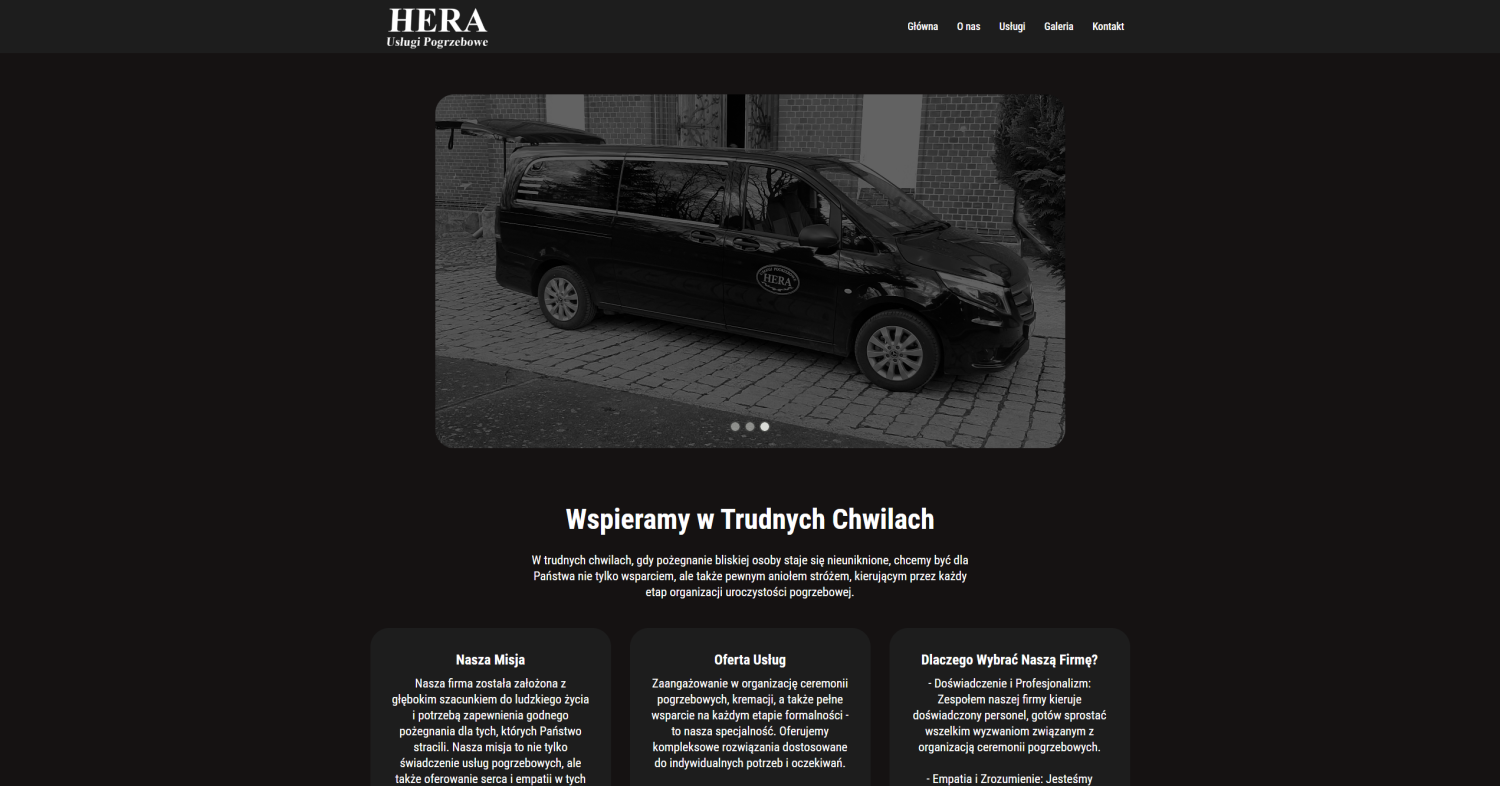 HERA
Usługi Pogrzebowe
Główna
O nas
Usługi
Galeria
Kontakt
HERA
Wspieramy w Trudnych Chwilach
W trudnych chwilach, gdy pożegnanie bliskiej osoby staje się nieuniknione, chcemy być dla
Państwa nie tylko wsparciem, ale także pewnym aniołem stróżem, kierującym przez każdy
etap organizacji uroczystości pogrzebowej.
Nasza Misja
Nasza firma została założona z
głębokim szacunkiem do ludzkiego życia
i potrzebą zapewnienia godnego
pożegnania dla tych, których Państwo
stracili. Nasza misja to nie tylko
świadczenie usług pogrzebowych, ale
także oferowanie serca i empatii w tych
Oferta Usług
Zaangażowanie w organizację ceremonii
pogrzebowych, kremacji, a także pełne
wsparcie na każdym etapie formalności -
to nasza specjalność. Oferujemy
kompleksowe rozwiązania dostosowane
do indywidualnych potrzeb i oczekiwań.
Dlaczego Wybrać Naszą Firmę?
- Doświadczenie i Profesjonalizm:
Zespołem naszej firmy kieruje
doświadczony personel, gotów sprostać
wszelkim wyzwaniom związanym z
organizacją ceremonii pogrzebowych.
- Empatia i Zrozumienie: Jesteśmy